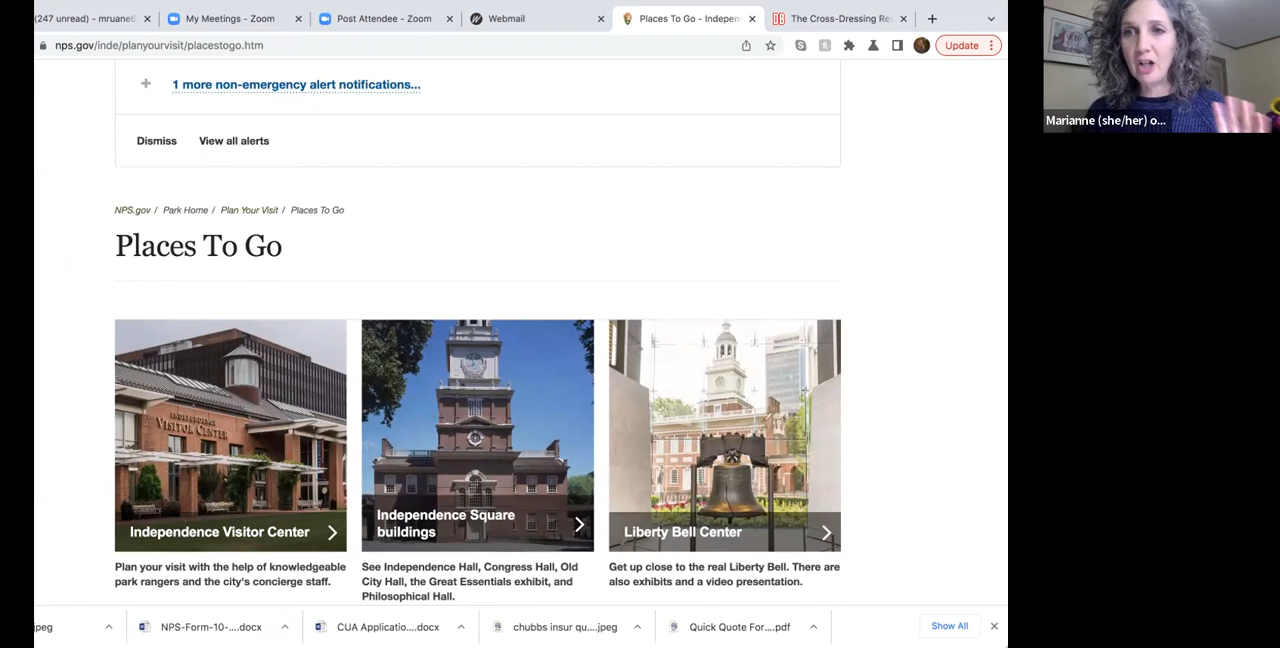 (247 unread) - mruane6
My Meetings - Zoom
Post Attendee - Zoom
Webmail
Places To Go - Indepen
The Cross-Dressing Re
nps.gov/inde/planyourvisit/placestogo.htm
Update
1 more non-emergency alert notifications...
Dismiss
View all alerts
NPS.gov / Park Home / Plan Your Visit / Places To Go
Places To Go
INDEPENDENCE
VISITOR CENTER
Independence Visitor Center
Independence Square
buildings
Liberty Bell Center
Plan your visit with the help of knowledgeable
park rangers and the city's concierge staff.
See Independence Hall, Congress Hall, Old
City Hall, the Great Essentials exhibit, and
Philosophical Hall.
Get up close to the real Liberty Bell. There are
also exhibits and a video presentation.
jpeg
NPS-Form-10-....docx
CUA Applicatio....docx
chubbs insur qu....jpeg
Quick Quote For....pdf
Show All
Marianne (she/her) o...